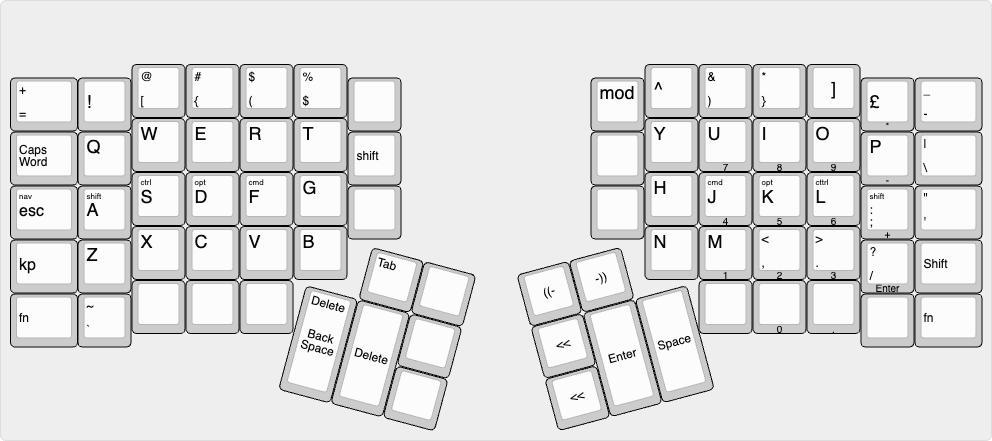 +
=
!
@
[
#
{
$
(
%
$
mod
^
&
)
*
}
]
£
*
_
-
Caps
Word
Q
W
E
R
T
shift
Y
U
7
I
8
O
9
P
-
|
\
nav
esc
shift
A
ctrl
S
opt
D
cmd
F
G
H
cmd
J
4
opt
K
5
cttrl
L
6
shift
:
;
+
"
'
kp
Z
X
C
V
B
N
M
1
<
,
2
>
.
3
?
/
Enter
Shift
fn
~
`
0
.
fn
Tab
Delete
Back
Space
Delete
((-
-))
<<
Enter
Space
<<